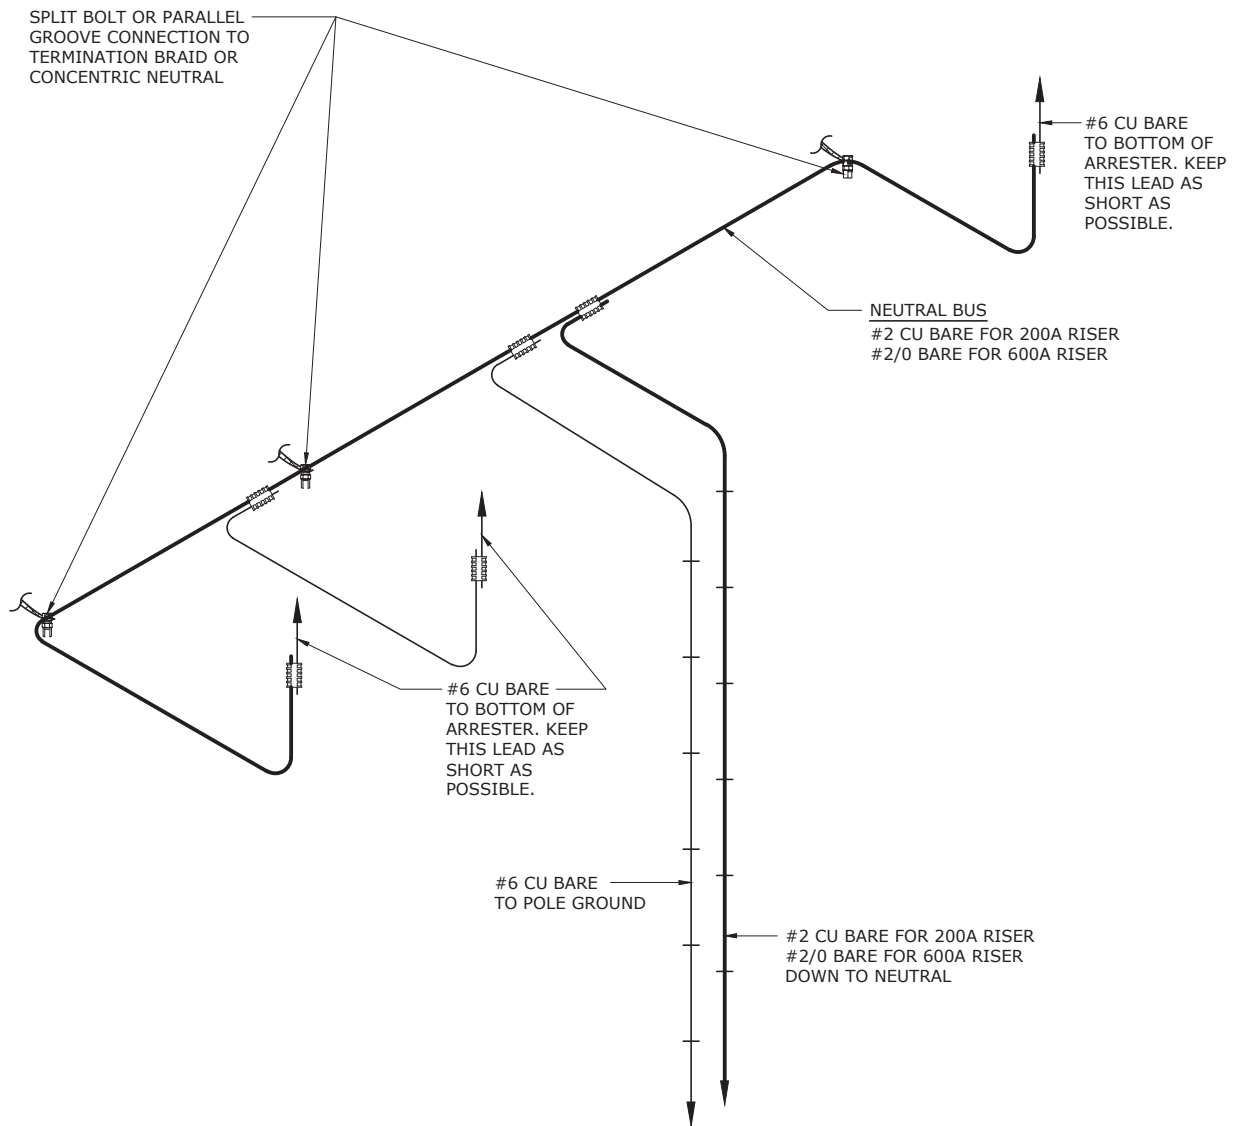 SPLIT BOLT OR PARALLEL
GROOVE CONNECTION TO
TERMINATION BRAID OR
CONCENTRIC NEUTRAL
#6 CU BARE
TO BOTTOM OF
ARRESTER. KEEP
THIS LEAD AS
SHORT AS
POSSIBLE.
NEUTRAL BUS
#2 CU BARE FOR 200A RISER
#2/0 BARE FOR 600A RISER
#6 CU BARE
TO BOTTOM OF
ARRESTER. KEEP
THIS LEAD AS
SHORT AS
POSSIBLE.
#6 CU BARE
TO POLE GROUND
#2 CU BARE FOR 200A RISER
#2/0 BARE FOR 600A RISER
DOWN TO NEUTRAL